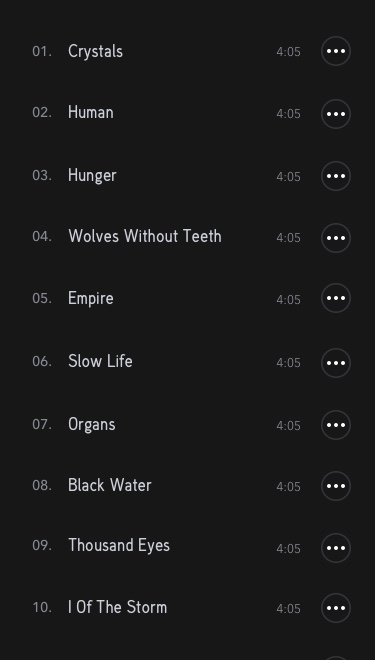 01. Crystals 4:05
02. Human 4:05
03. Hunger 4:05
04. Wolves Without Teeth 4:05
05. Empire 4:05
06. Slow Life 4:05
07. Organs 4:05
08. Black Water 4:05
09. Thousand Eyes 4:05
10. I Of The Storm 4:05